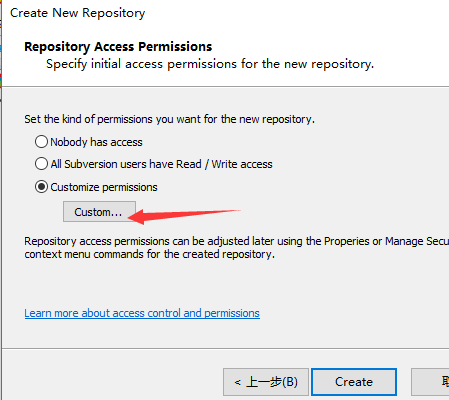 Create New Repository
Repository Access Permissions
Specify initial access permissions for the new repository.
Set the kind of permissions you want for the new repository.
Nobody has access
All Subversion users have Read / Write access
Customize permissions
Custom...
Repository access permissions can be adjusted later using the Properies or Manage Secu
context menu commands for the created repository.
Learn more about access control and permissions
< 上一步(B)
Create